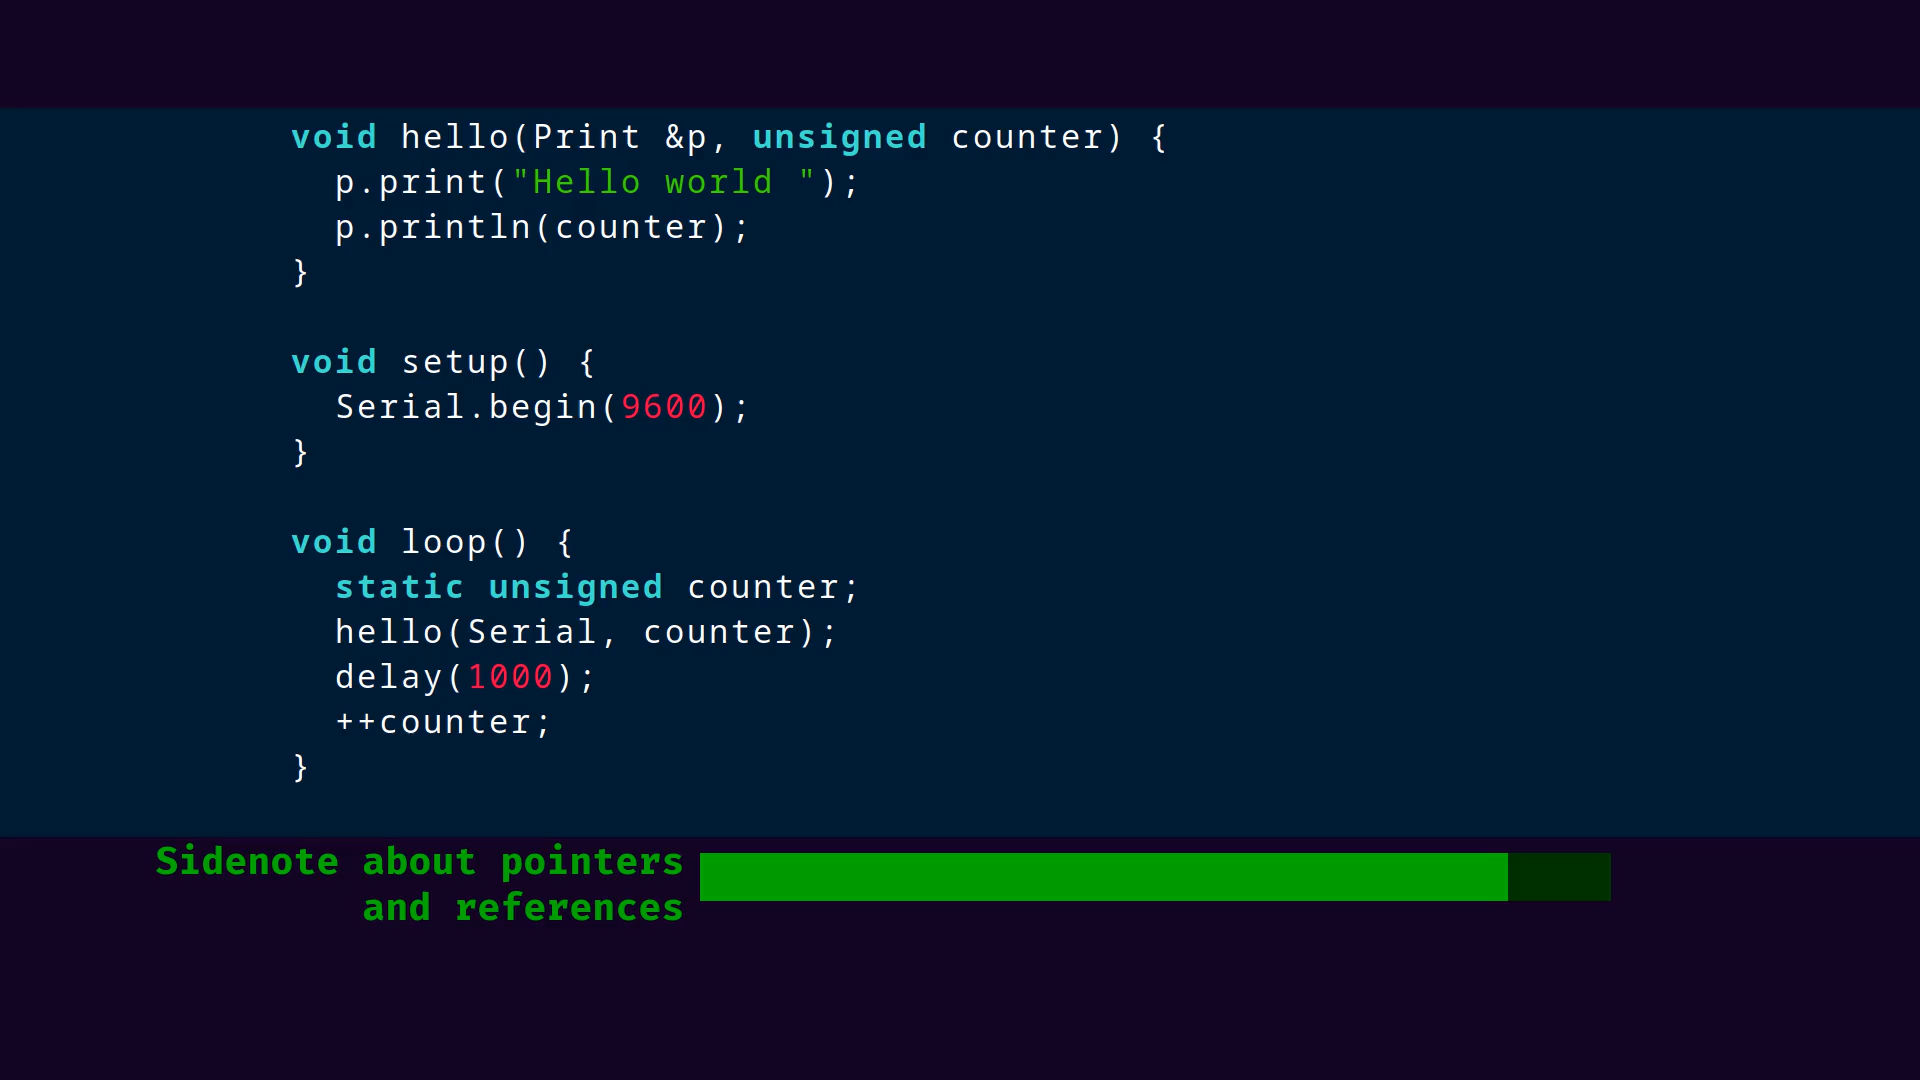 void hello(Print &p, unsigned counter) {
  p.print("Hello world ");
  p.println(counter);
}

void setup() {
  Serial.begin(9600);
}

void loop() {
  static unsigned counter;
  hello(Serial, counter);
  delay(1000);
  ++counter;
}
Sidenote about pointers
and references